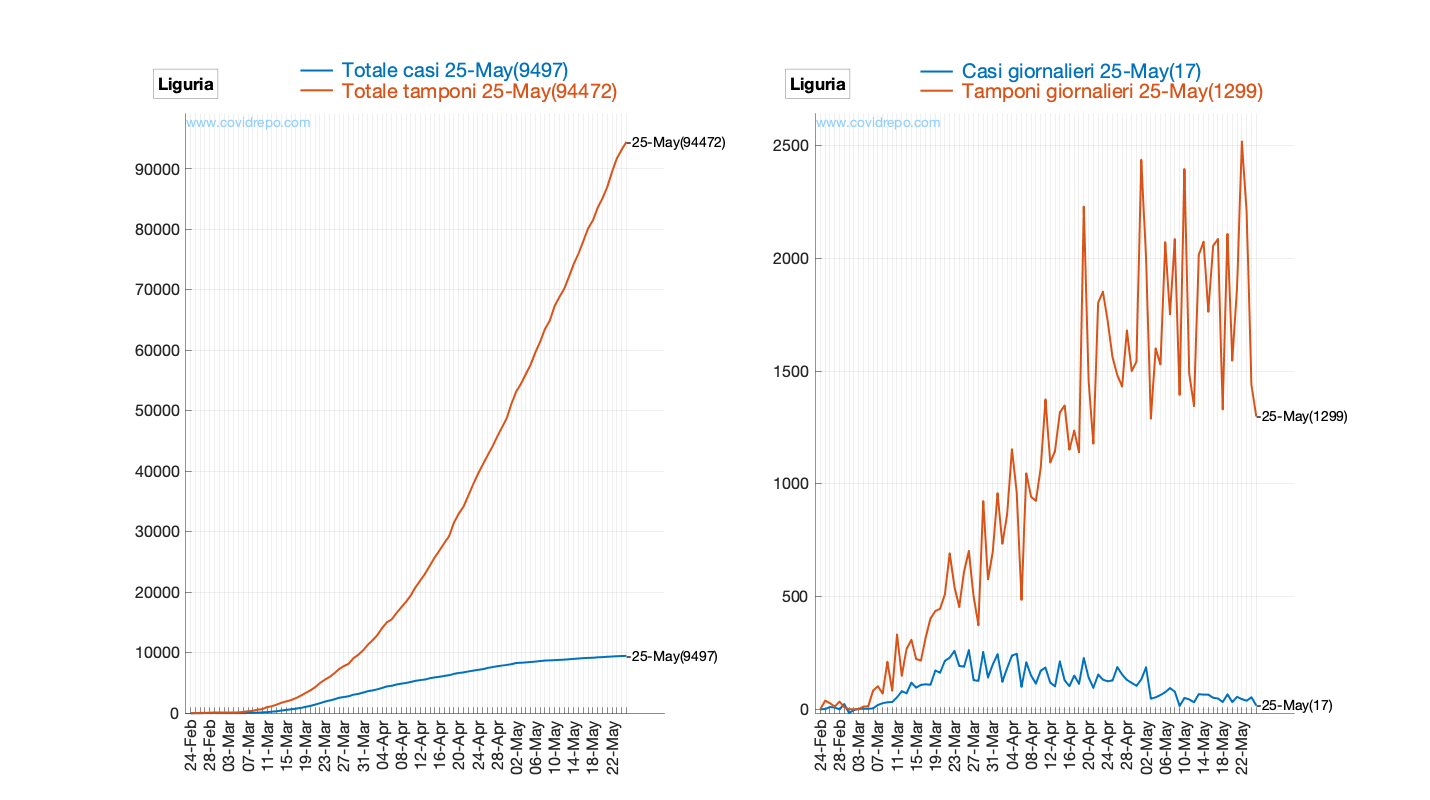 Liguria
Totale casi 25-May(9497)
Totale tamponi 25-May(94472)
www.covidrepo.com
25-May(94472)
90000
80000
70000
60000
50000
40000
30000
20000
10000
0
25-May(9497)
24-Feb
28-Feb
03-Mar
07-Mar
11-Mar
15-Mar
19-Mar
23-Mar
27-Mar
31-Mar
04-Apr
08-Apr
12-Apr
16-Apr
20-Apr
24-Apr
28-Apr
02-May
06-May
10-May
14-May
18-May
22-May
Liguria
Casi giornalieri 25-May(17)
Tamponi giornalieri 25-May(1299)
www.covidrepo.com
2500
2000
1500
1000
500
0
25-May(1299)
25-May(17)
24-Feb
28-Feb
03-Mar
07-Mar
11-Mar
15-Mar
19-Mar
23-Mar
27-Mar
31-Mar
04-Apr
08-Apr
12-Apr
16-Apr
20-Apr
24-Apr
28-Apr
02-May
06-May
10-May
14-May
18-May
22-May